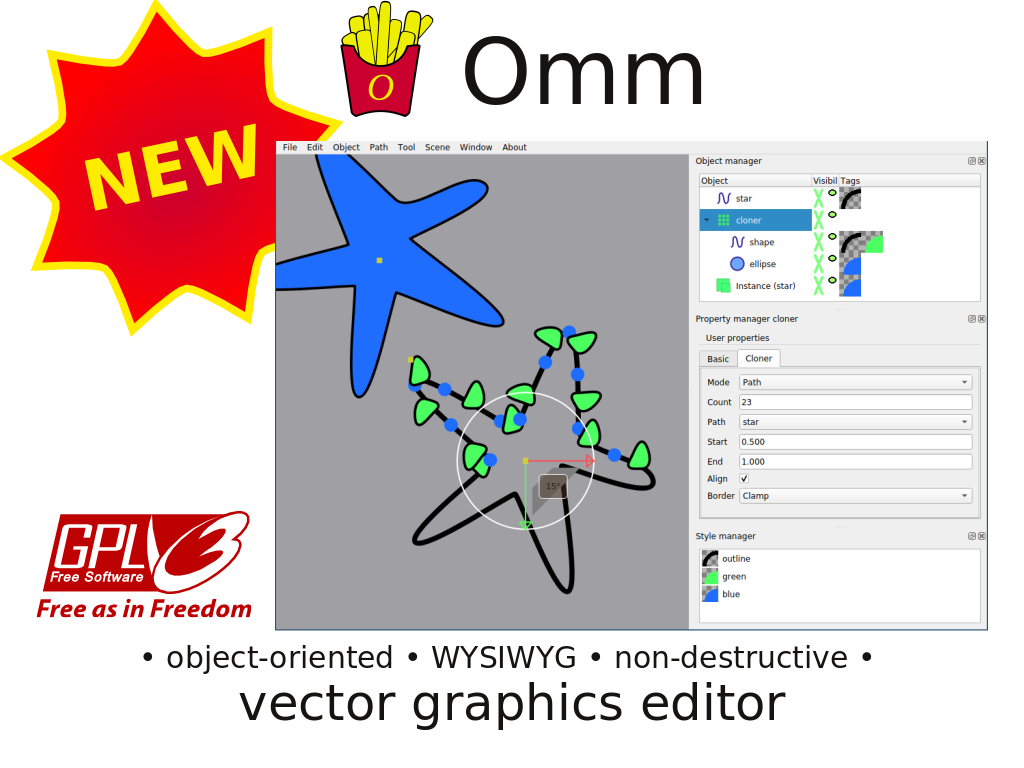 Omm
O
NEW
File Edit Object Path Tool Scene Window About
Object manager
Object Visibil Tags
star
cloner
shape
ellipse
Instance (star)
Property manager cloner
User properties
Basic Cloner
Mode Path
Count 23
Path star
Start 0.500
End 1.000
Align
Border Clamp
15°
Style manager
outline
green
blue
GPL3
Free Software
Free as in Freedom
• object-oriented • WYSIWYG • non-destructive •
vector graphics editor